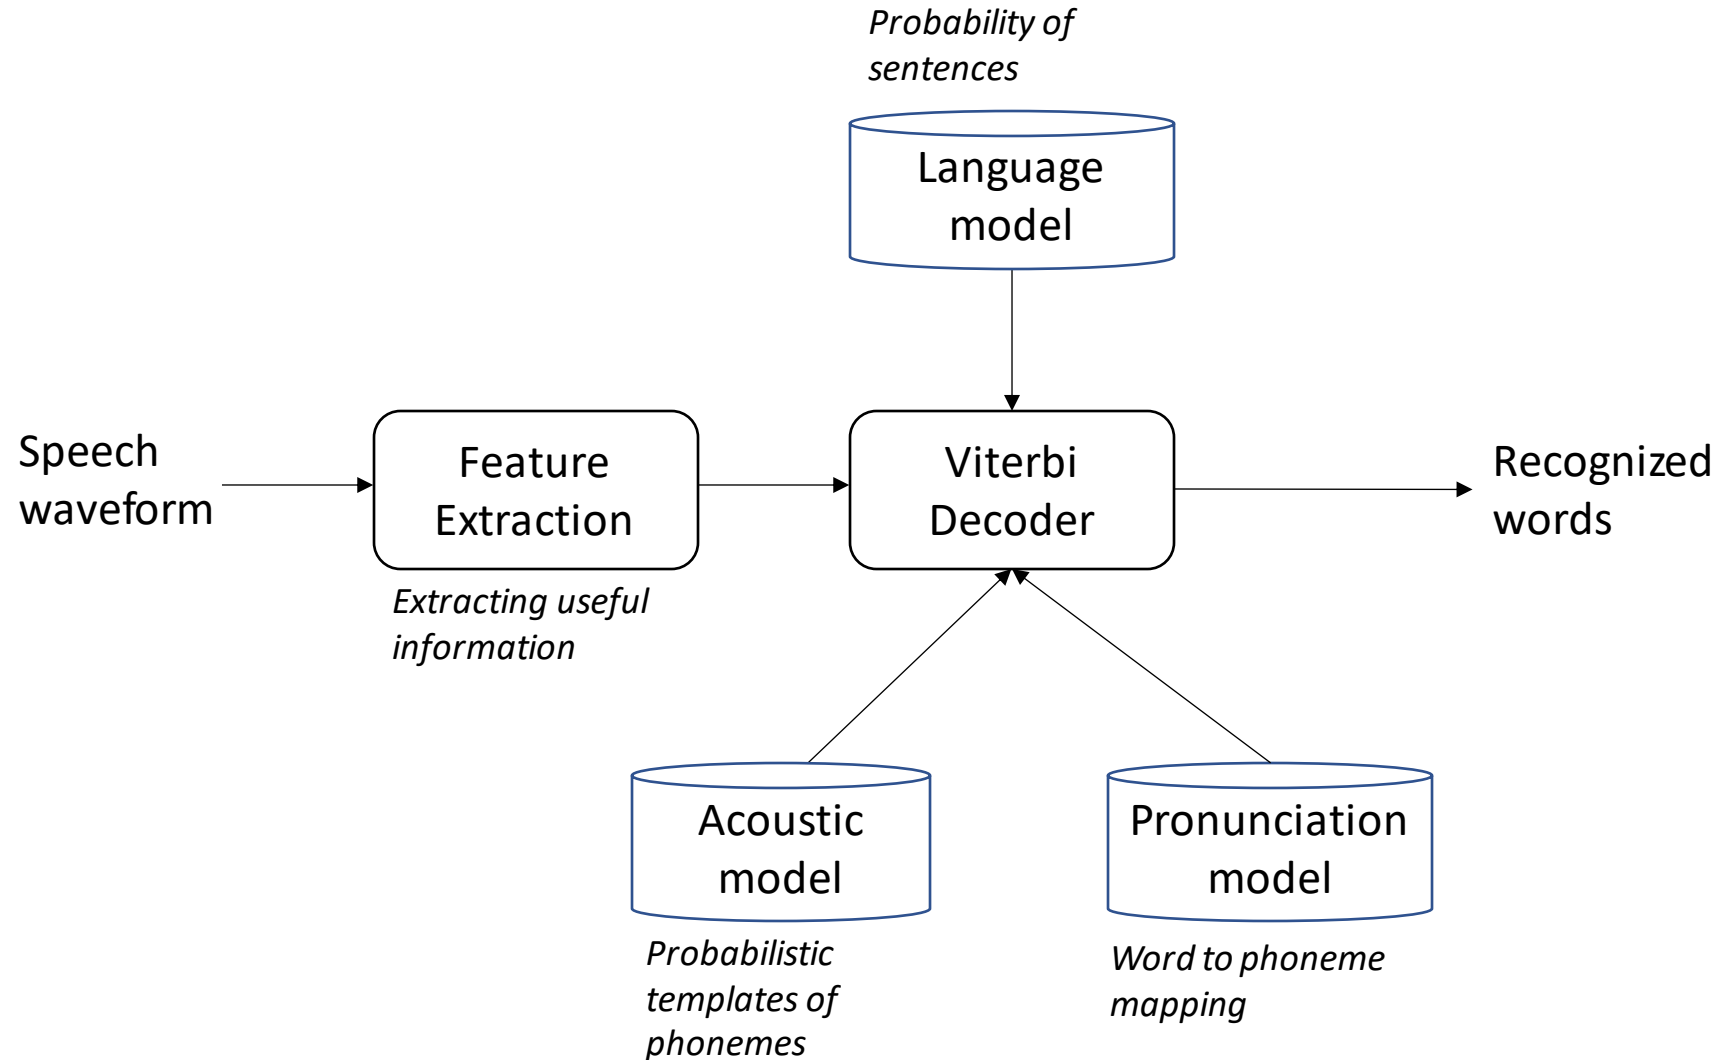 Probability of
sentences
Language
model
Speech
waveform
Feature
Extraction
Viterbi
Decoder
Recognized
words
Extracting useful
information
Acoustic
model
Pronunciation
model
Probabilistic
templates of
phonemes
Word to phoneme
mapping